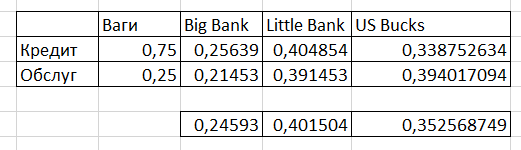 Ваги Big Bank Little Bank US Bucks
Кредит 0,75 0,25639 0,404854 0,338752634
Обслуг 0,25 0,21453 0,391453 0,394017094
0,24593 0,401504 0,352568749